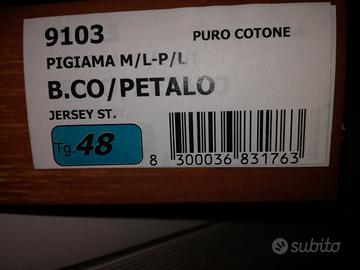 9103 PURO COTONE
PIGIAMA M/L-P/L
B.CO/PETALO
JERSEY ST.
Tg. 48
8 300036 831763
subito